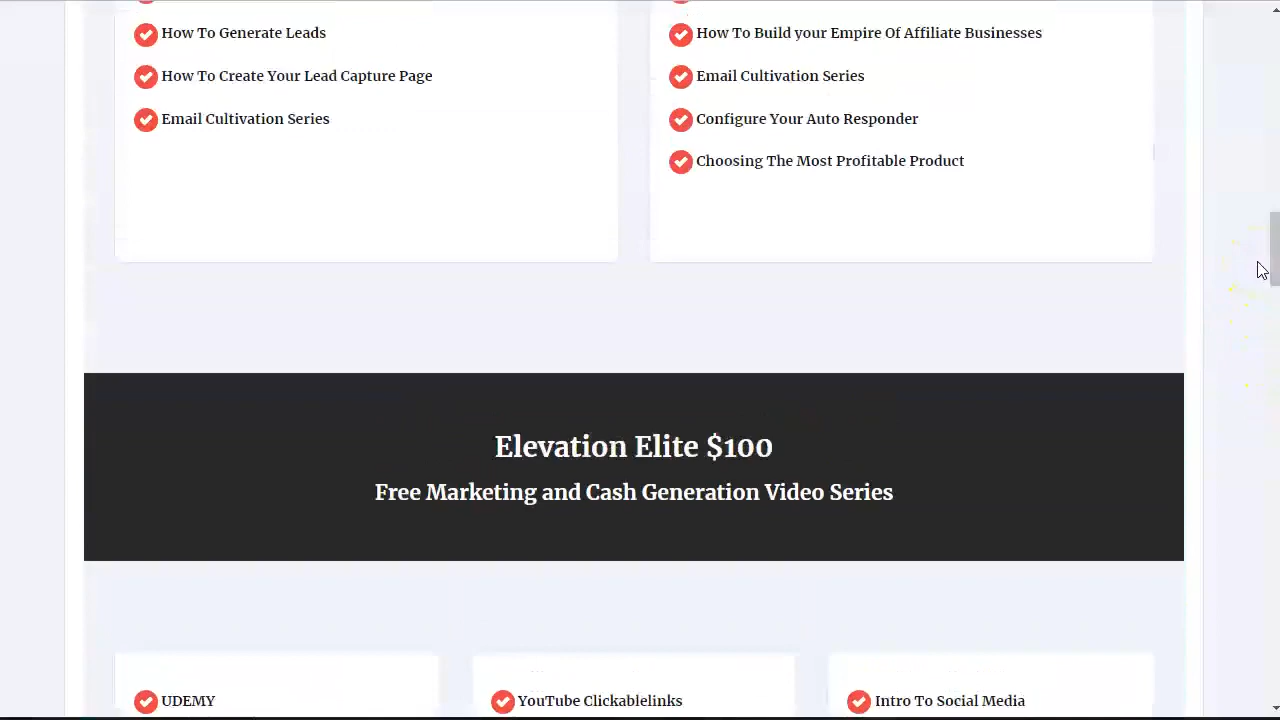 How To Generate Leads
How To Create Your Lead Capture Page
Email Cultivation Series
How To Build your Empire Of Affiliate Businesses
Email Cultivation Series
Configure Your Auto Responder
Choosing The Most Profitable Product
Elevation Elite $100
Free Marketing and Cash Generation Video Series
UDEMY
YouTube Clickablelinks
Intro To Social Media